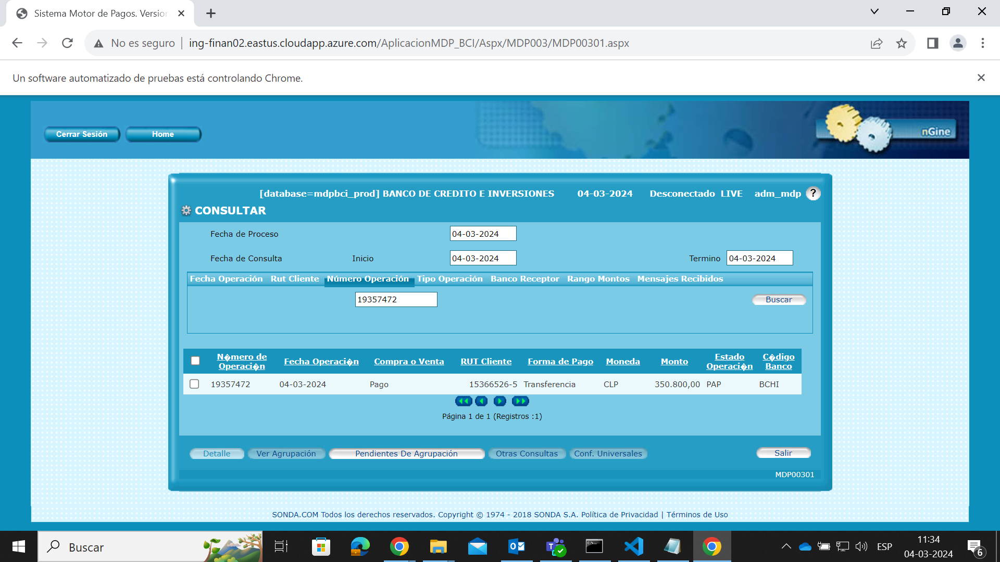 Sistema Motor de Pagos. Version
No es seguro
ing-finan02.eastus.cloudapp.azure.com/AplicacionMDP_BCI/Aspx/MDP003/MDP00301.aspx
Un software automatizado de pruebas está controlando Chrome.
Cerrar Sesión Home
nGine
[database=mdpbci_prod] BANCO DE CREDITO E INVERSIONES 04-03-2024 Desconectado LIVE adm_mdp ?
CONSULTAR
Fecha de Proceso 04-03-2024
Fecha de Consulta Inicio 04-03-2024 Termino 04-03-2024
Fecha Operación Rut Cliente Número Operación Tipo Operación Banco Receptor Rango Montos Mensajes Recibidos
19357472 Buscar
N�mero de Operaci�n Fecha Operaci�n Compra o Venta RUT Cliente Forma de Pago Moneda Monto Estado Operaci�n C�digo Banco
19357472 04-03-2024 Pago 15366526-5 Transferencia CLP 350.800,00 PAP BCHI
Página 1 de 1 (Registros :1)
Detalle Ver Agrupación Pendientes De Agrupación Otras Consultas Conf. Universales Salir
MDP00301
SONDA.COM Todos los derechos reservados. Copyright © 1974 - 2018 SONDA S.A. Política de Privacidad | Términos de Uso
Buscar
ESP
11:34
04-03-2024
6